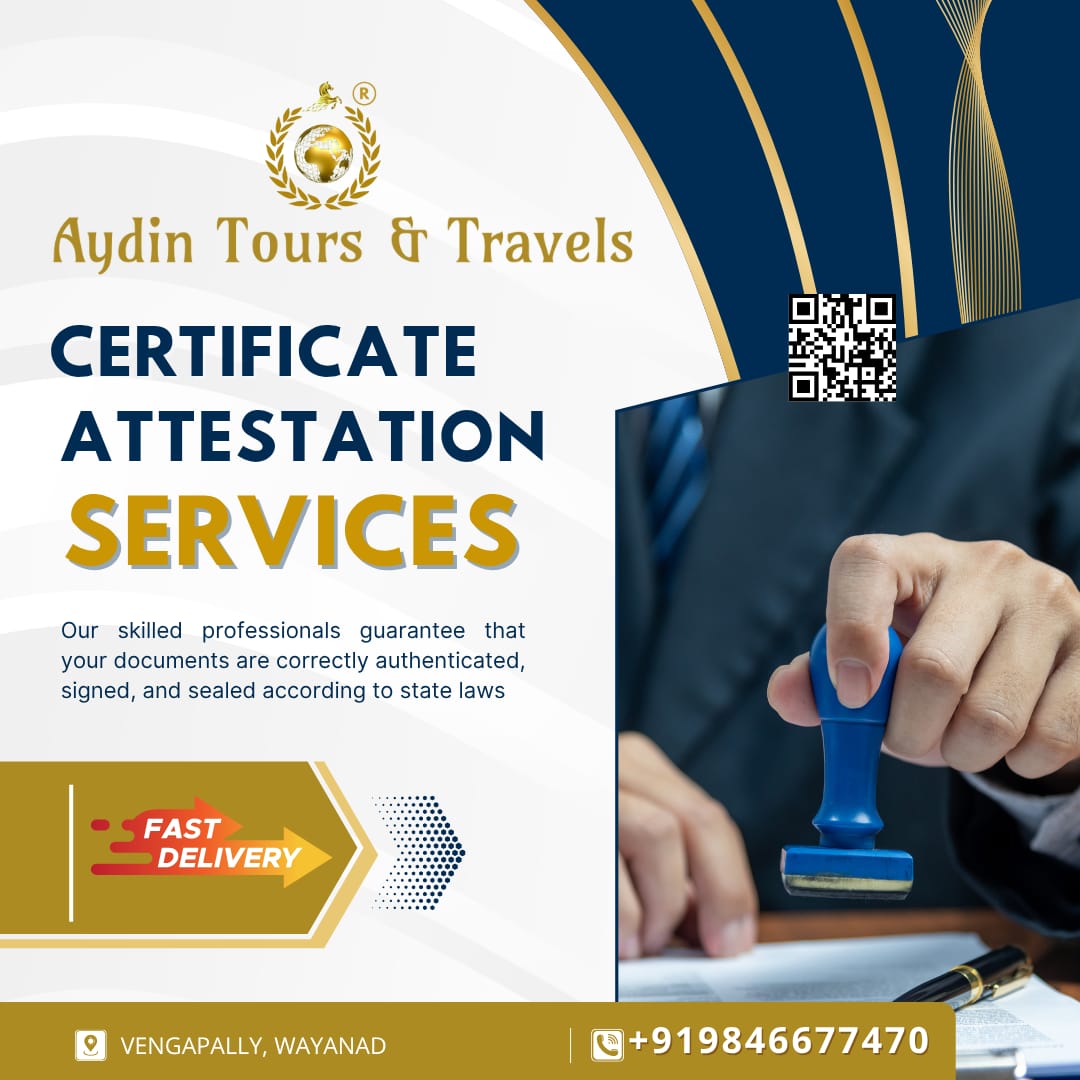 ®
Aydin Tours & Travels
CERTIFICATE
ATTESTATION
SERVICES
Our skilled professionals guarantee that
your documents are correctly authenticated,
signed, and sealed according to state laws
FAST
DELIVERY
VENGAPALLY, WAYANAD
+919846677470